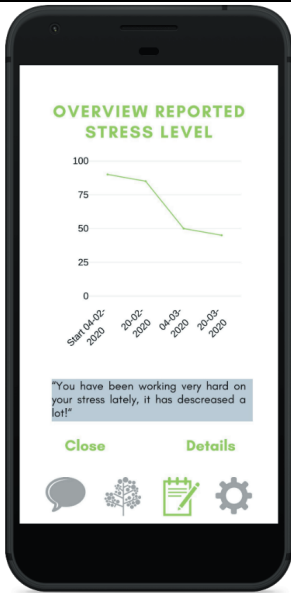 OVERVIEW REPORTED
STRESS LEVEL
100
75
50
25
0
Start 04-02-
2020
20-02-
2020
04-03-
2020
20-03-
2020
"You have been working very hard on
your stress lately, it has descreased a
lot!"
Close Details